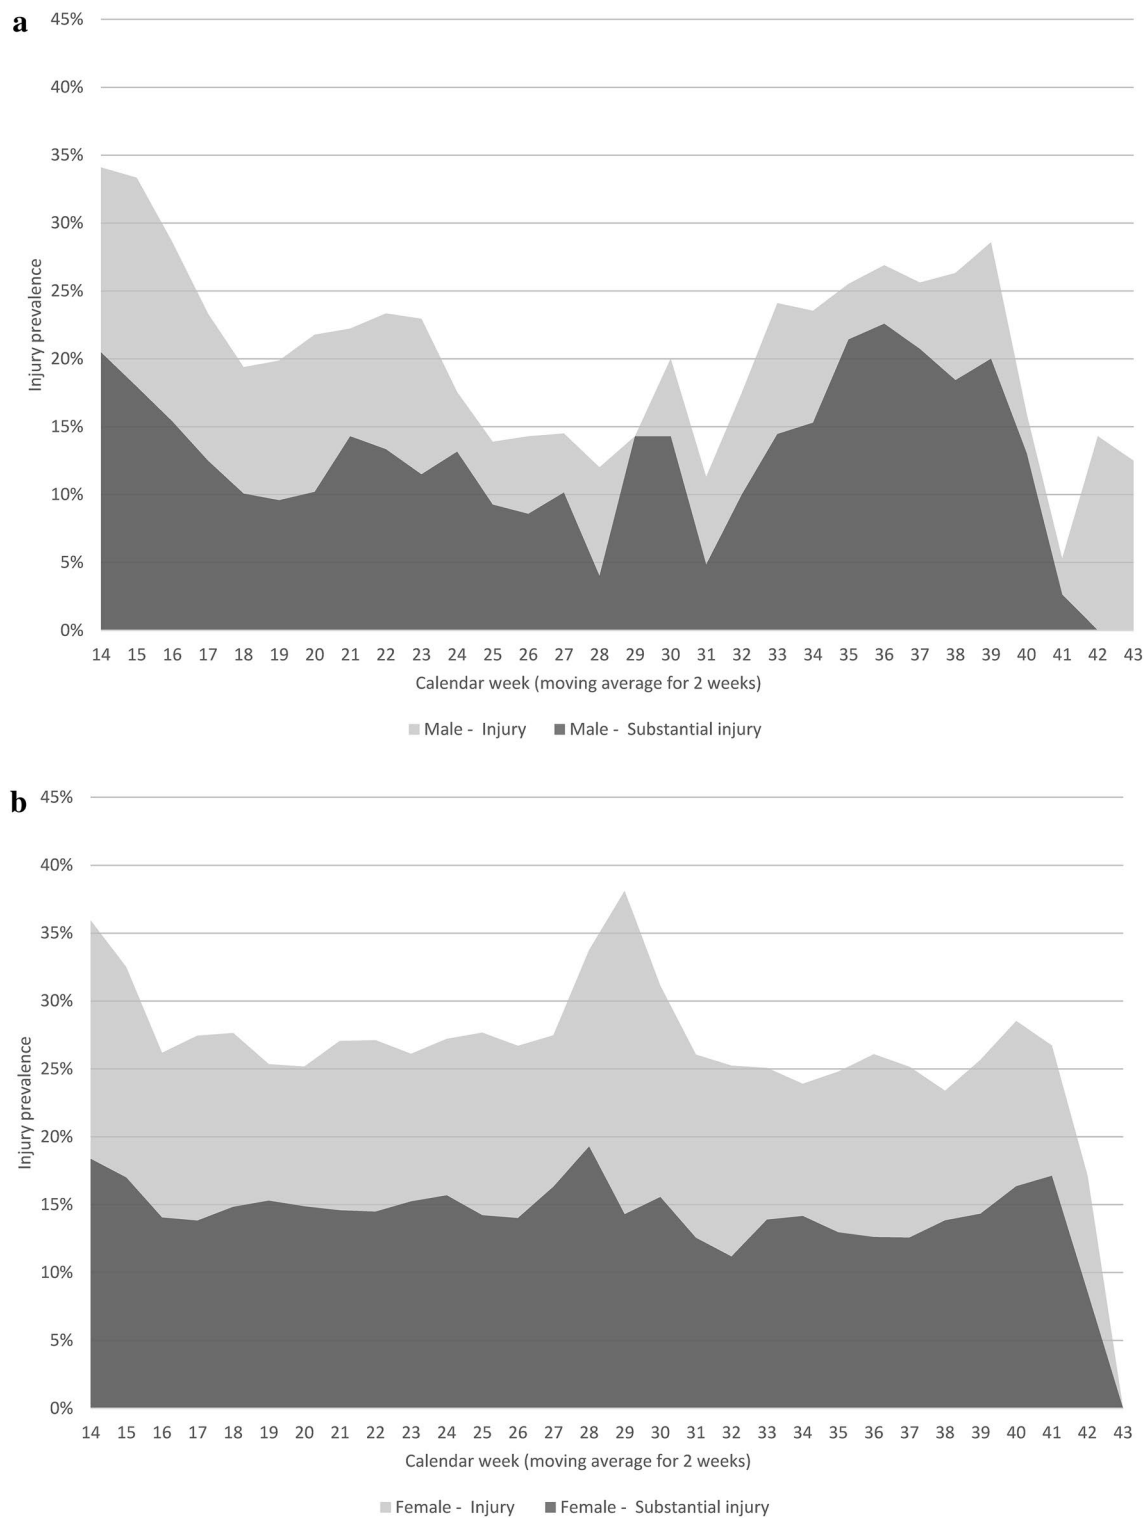 a
45%
40%
35%
30%
25%
20%
15%
10%
5%
0%
Injury prevalence
14 15 16 17 18 19 20 21 22 23 24 25 26 27 28 29 30 31 32 33 34 35 36 37 38 39 40 41 42 43
Calendar week (moving average for 2 weeks)
Male - Injury Male - Substantial injury
b
45%
40%
35%
30%
25%
20%
15%
10%
5%
0%
Injury prevalence
14 15 16 17 18 19 20 21 22 23 24 25 26 27 28 29 30 31 32 33 34 35 36 37 38 39 40 41 42 43
Calendar week (moving average for 2 weeks)
Female - Injury Female - Substantial injury